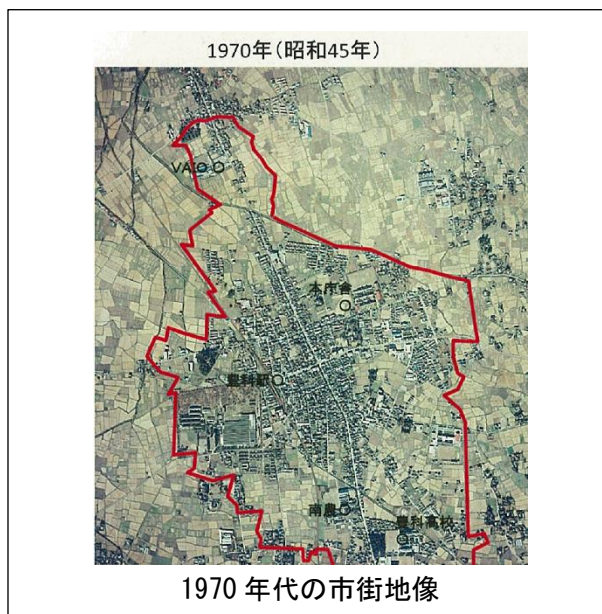 1970年(昭和45年)
VAIO
本庁舎
豊科駅
南農
豊科高校
1970 年代の市街地像